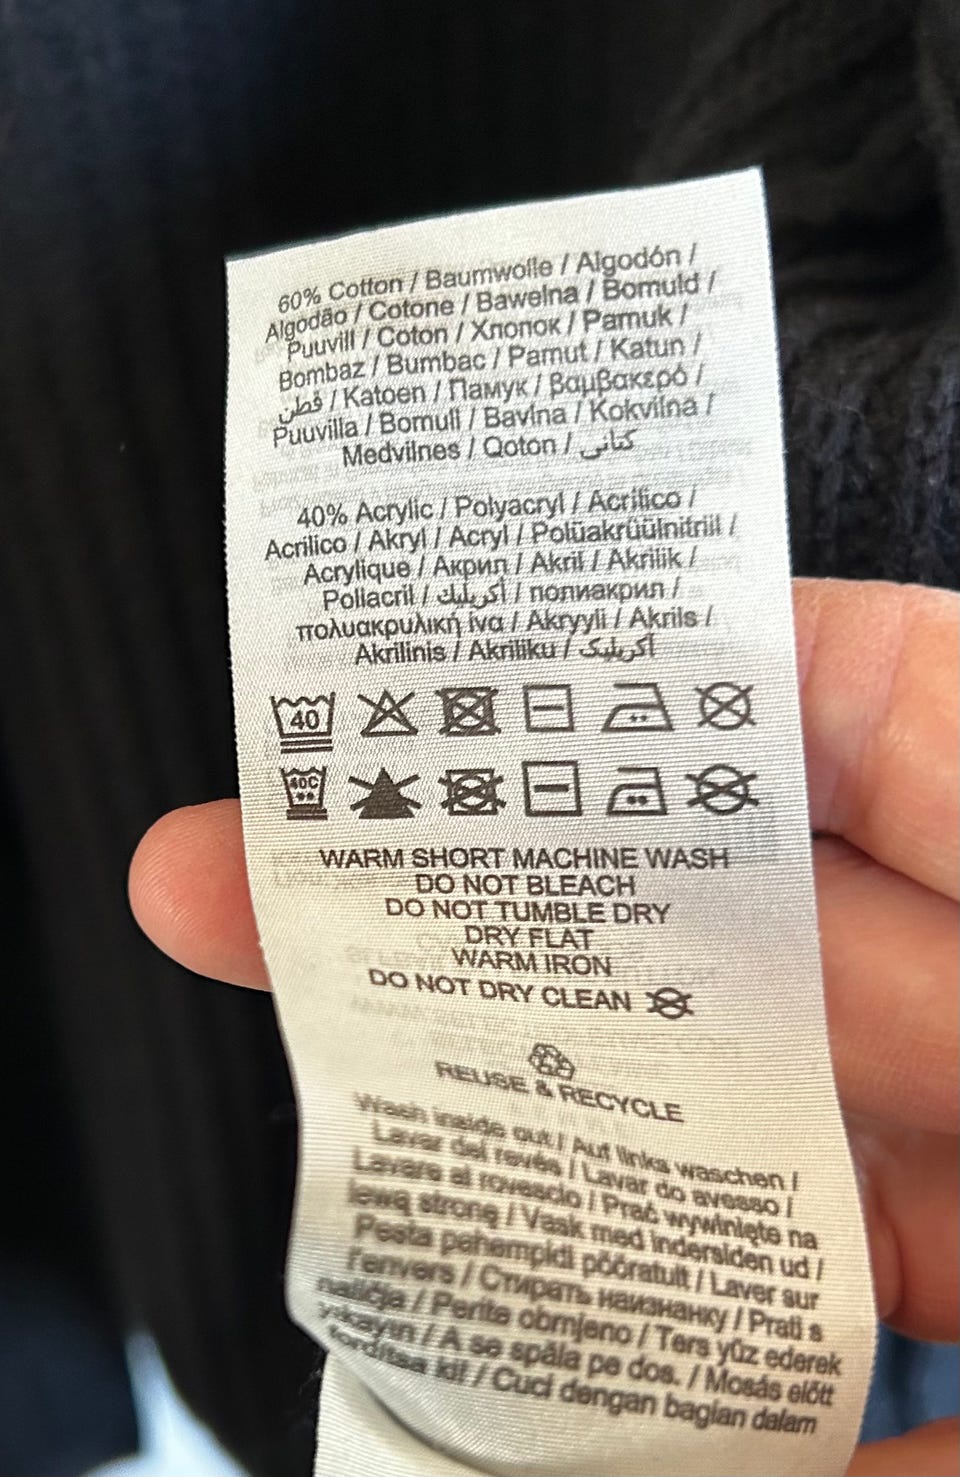 60% Cotton / Baumwolle / Algodón /
Algodão / Cotone / Bawełna / Bomuld /
Puuvill / Coton / Хлопок / Pamuk /
Bombaz / Bumbac / Pamut / Katun /
قطن / Katoen / Памук / βαμβακερό /
Puuvilla / Bomull / Bavlna / Kokvilna /
Medvilnes / Qoton / کتانی
40% Acrylic / Polyacryl / Acrílico /
Acrilico / Akryl / Acryl / Polüakrüülnitriil /
Acrylique / Акрил / Akril / Akrilik /
Poliacril / أكريليك / полиакрил /
πολυακρυλική ίνα / Akryyli / Akrils /
Akrilinis / Akriliku / اکریلیک
40
40C
WARM SHORT MACHINE WASH
DO NOT BLEACH
DO NOT TUMBLE DRY
DRY FLAT
WARM IRON
DO NOT DRY CLEAN
REUSE & RECYCLE
Wash inside out / Auf links waschen /
Lavar del revés / Lavar do avesso /
Lavare al rovescio / Prać wywinięte na
lewą stronę / Vask med indersiden ud /
Pesta pahempidi pööratult / Laver sur
l'envers / Стирать наизнанку / Prati s
naličja / Perite obrnjeno / Ters yüz ederek
yıkayın / A se spăla pe dos. / Mosás előtt
fordítsa ki! / Cuci dengan bagian dalam